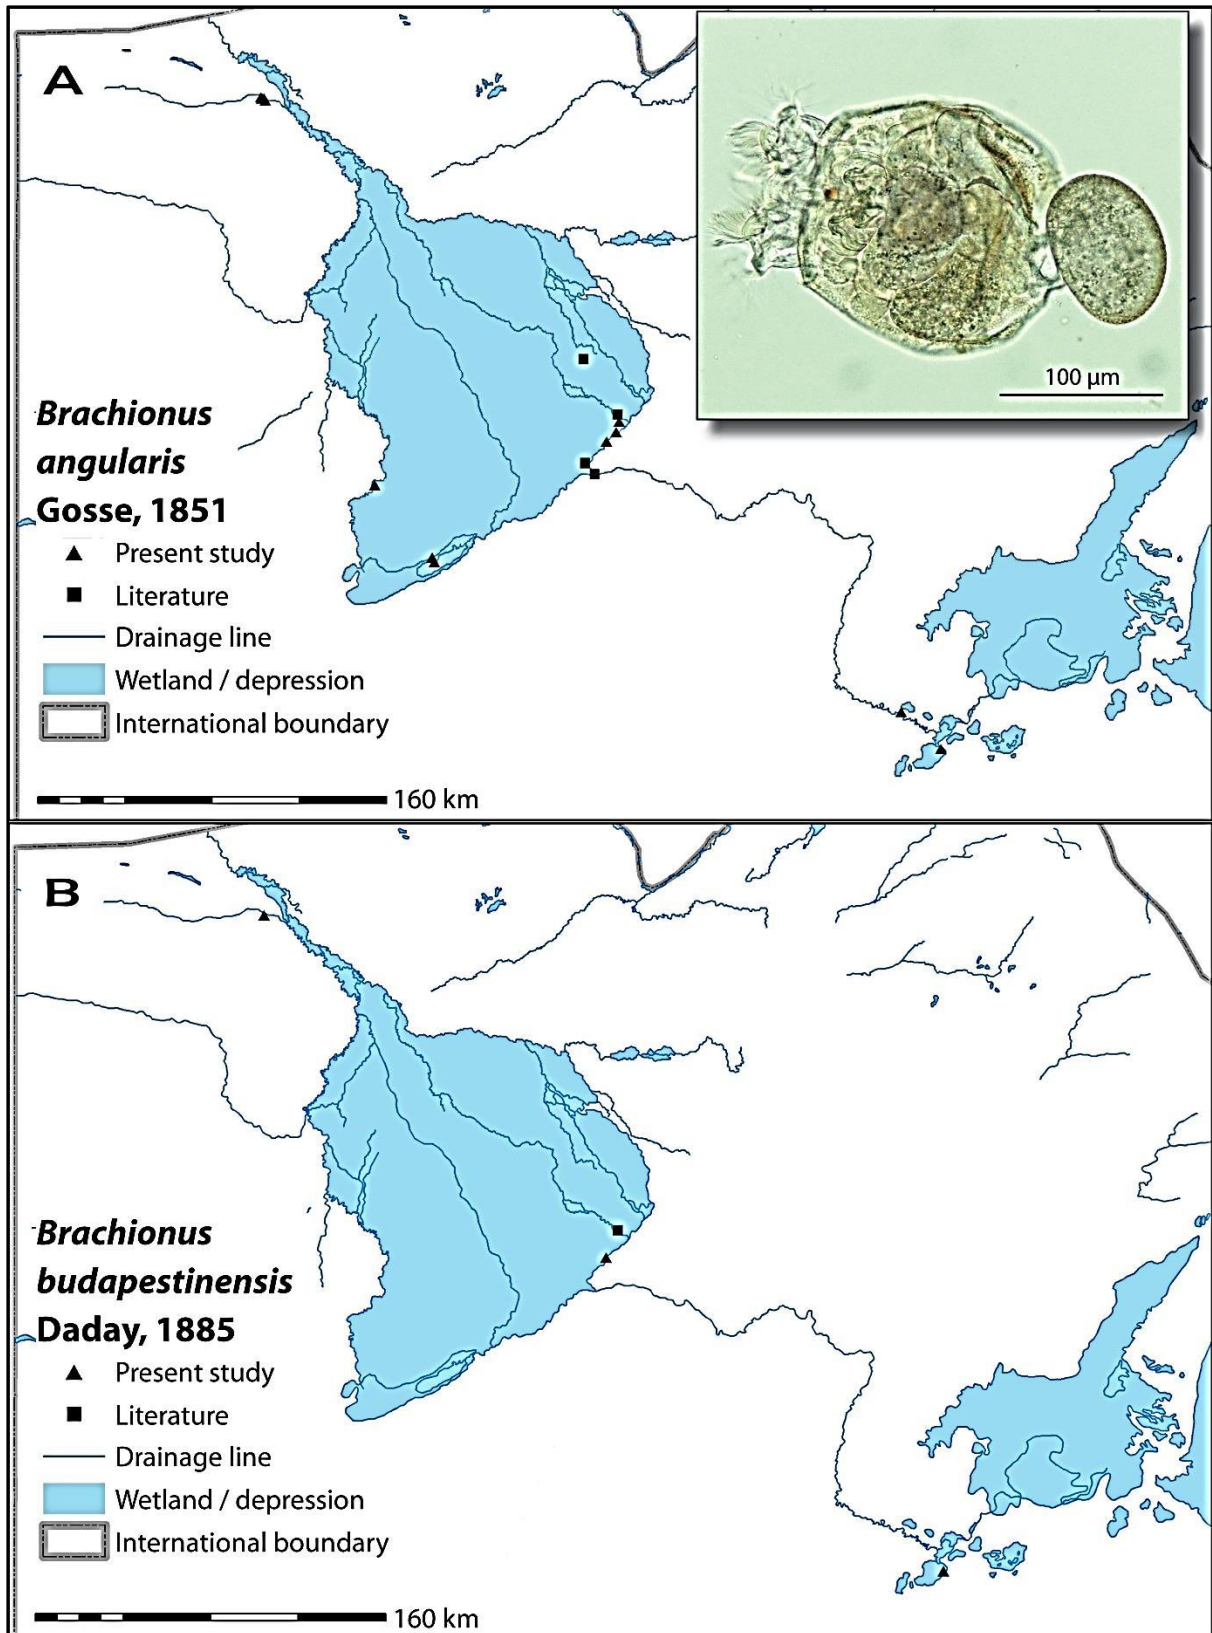 A
100 µm
Brachionus
angularis
Gosse, 1851
Present study
Literature
Drainage line
Wetland / depression
International boundary
160 km
B
Brachionus
budapestinensis
Daday, 1885
Present study
Literature
Drainage line
Wetland / depression
International boundary
160 km